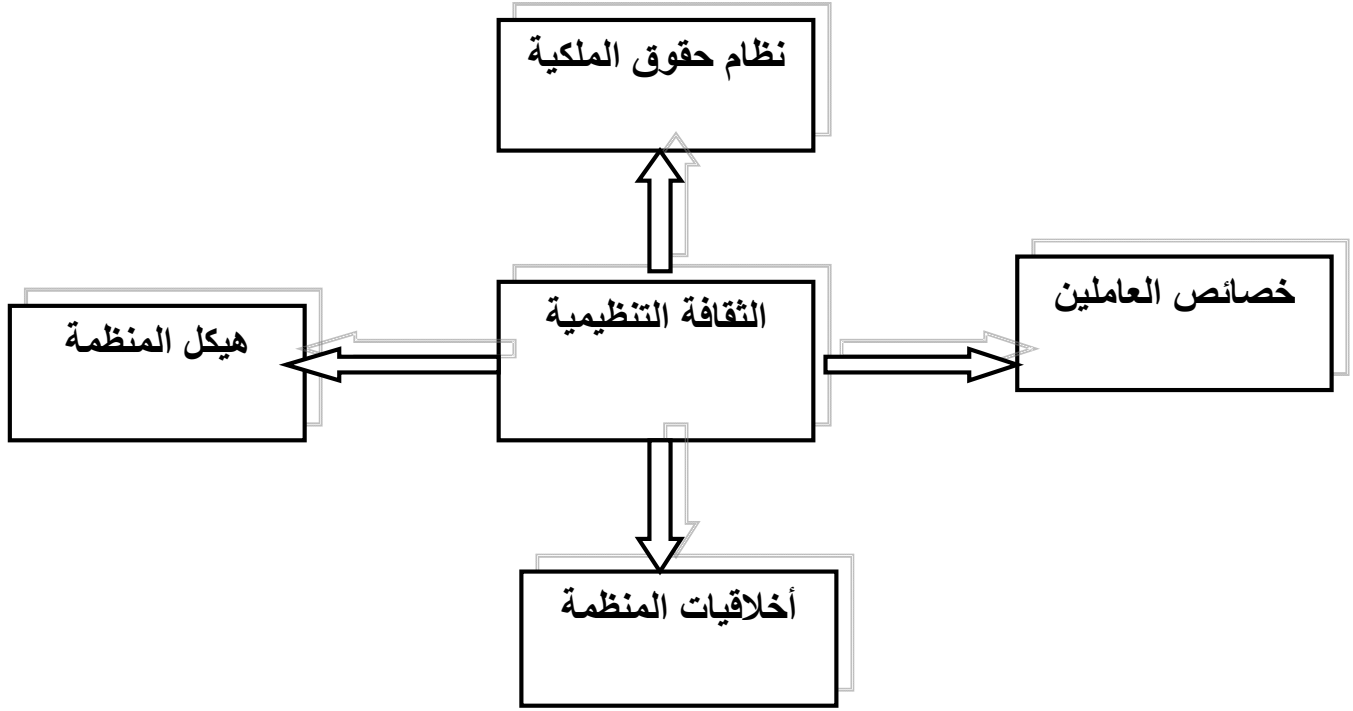 نظام حقوق الملكية
خصائص العاملين
الثقافة التنظيمية
هيكل المنظمة
أخلاقيات المنظمة